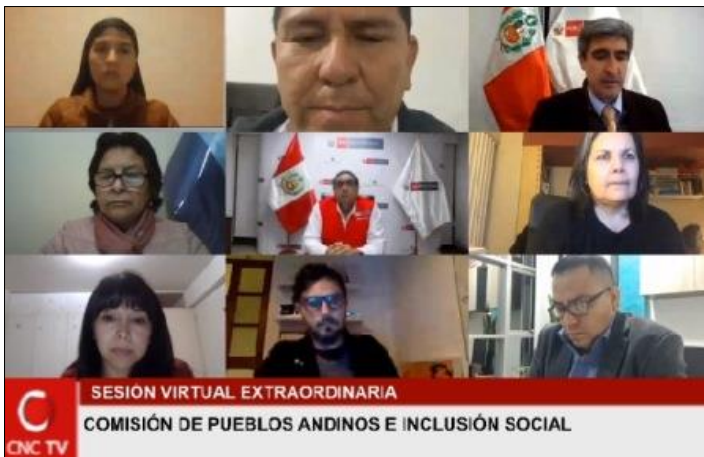 SESIÓN VIRTUAL EXTRAORDINARIA
COMISIÓN DE PUEBLOS ANDINOS E INCLUSIÓN SOCIAL
CNC TV